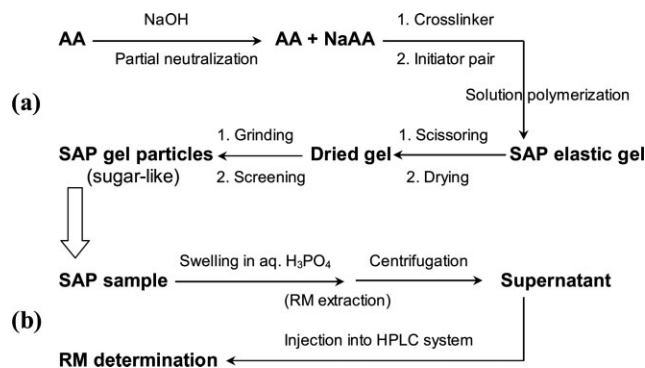 NaOH
1. Crosslinker
AA
AA + NaAA
Partial neutralization
2. Initiator pair
(a)
Solution polymerization
1. Grinding
1. Scissoring
SAP gel particles
Dried gel
SAP elastic gel
(sugar-like)
2. Screening
2. Drying
Swelling in aq. H₃PO₄
Centrifugation
SAP sample
Supernatant
(RM extraction)
(b)
Injection into HPLC system
RM determination